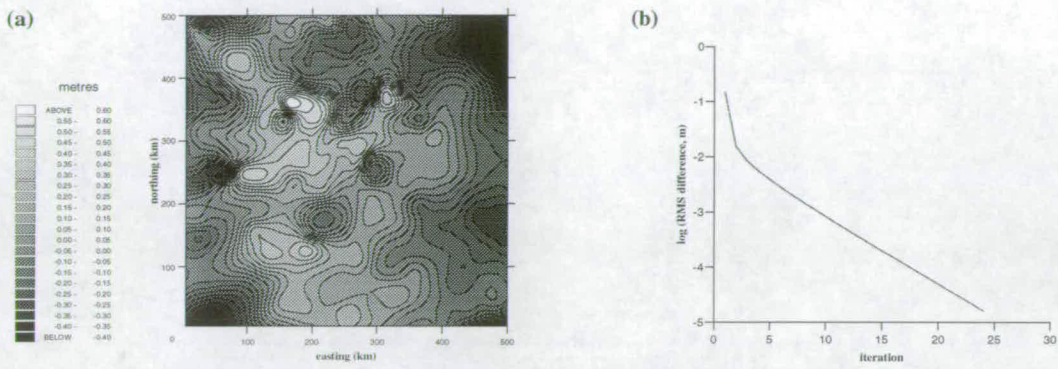 (a)
metres
ABOVE 0.60
0.55 - 0.60
0.50 - 0.55
0.45 - 0.50
0.40 - 0.45
0.35 - 0.40
0.30 - 0.35
0.25 - 0.30
0.20 - 0.25
0.15 - 0.20
0.10 - 0.15
0.05 - 0.10
0.00 - 0.05
-0.05 - 0.00
-0.10 - -0.05
-0.15 - -0.10
-0.20 - -0.15
-0.25 - -0.20
-0.30 - -0.25
-0.35 - -0.30
-0.40 - -0.35
BELOW -0.40
northing (km)
500
400
300
200
100
0
100
200
300
400
500
easting (km)
(b)
log (RMS difference, m)
0
-1
-2
-3
-4
-5
0
5
10
15
20
25
30
iteration